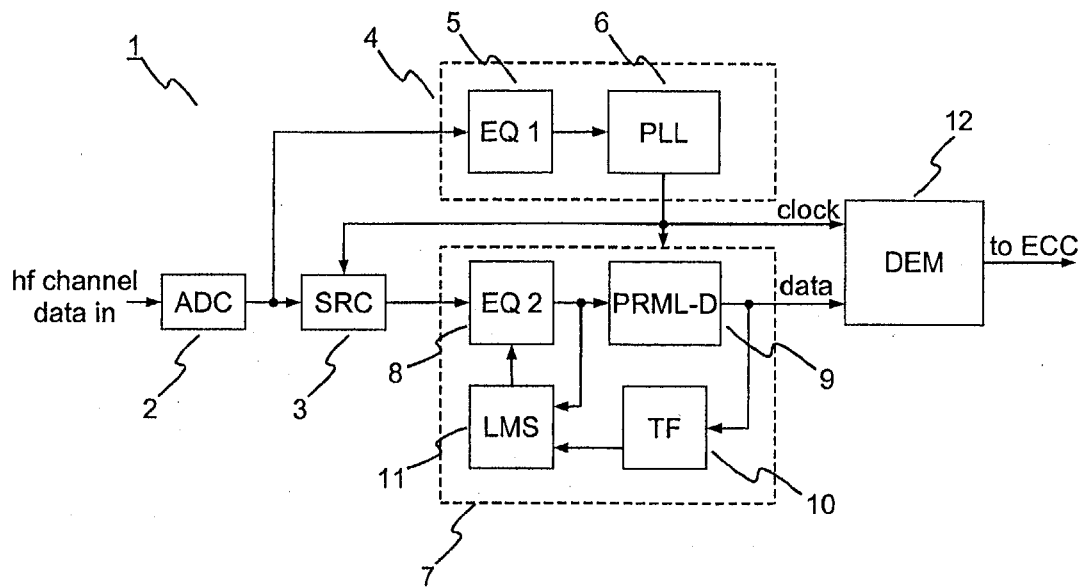 1
4
5
6
EQ 1
PLL
12
clock
DEM
to ECC
hf channel
data in
ADC
SRC
EQ 2
PRML-D
data
2
3
8
9
LMS
TF
11
10
7